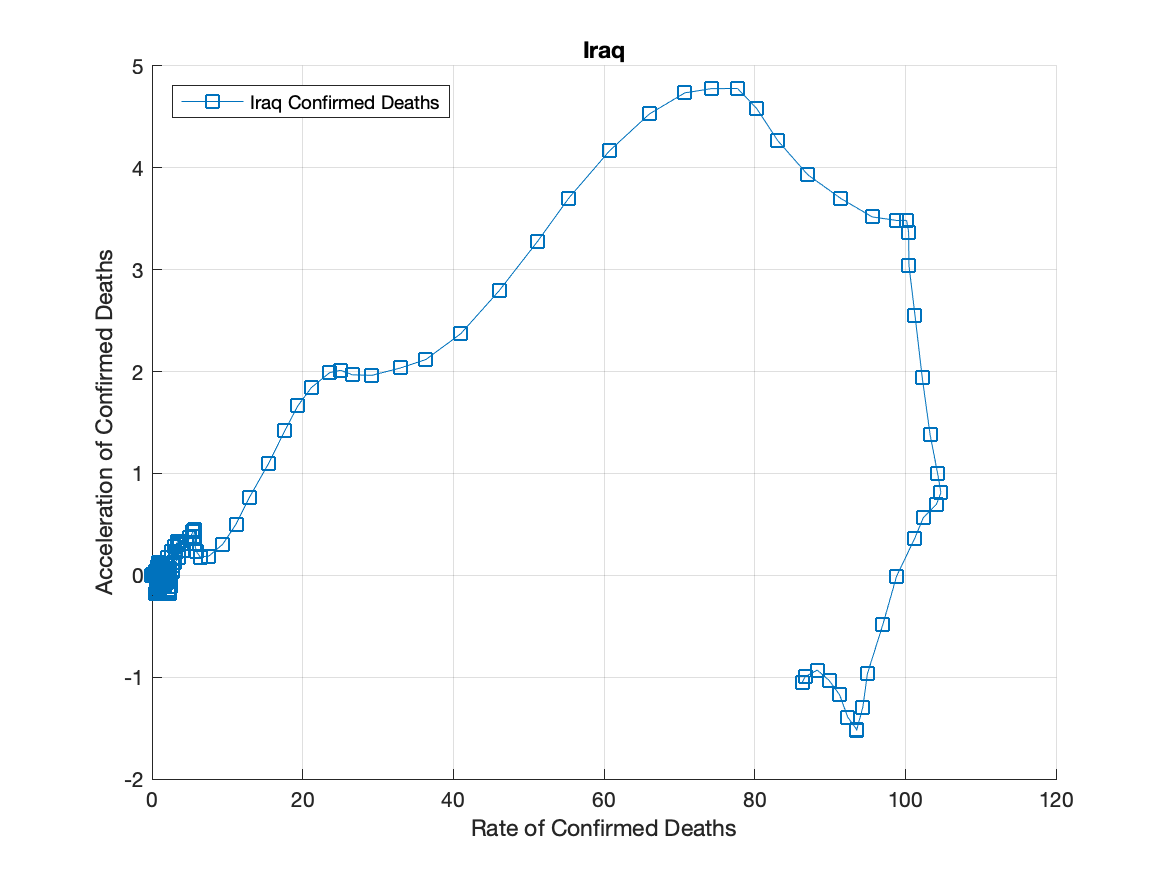 Iraq
Iraq Confirmed Deaths
5
4
3
2
1
0
-1
-2
Acceleration of Confirmed Deaths
0 20 40 60 80 100 120
Rate of Confirmed Deaths